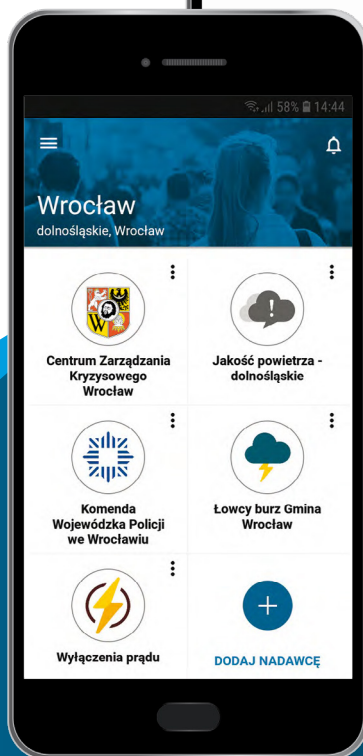 58% 14:44
Wrocław
dolnośląskie, Wrocław
Centrum Zarządzania
Kryzysowego
Wrocław
Jakość powietrza -
dolnośląskie
Komenda
Wojewódzka Policji
we Wrocławiu
Łowcy burz Gmina
Wrocław
Wyłączenia prądu
DODAJ NADAWCĘ